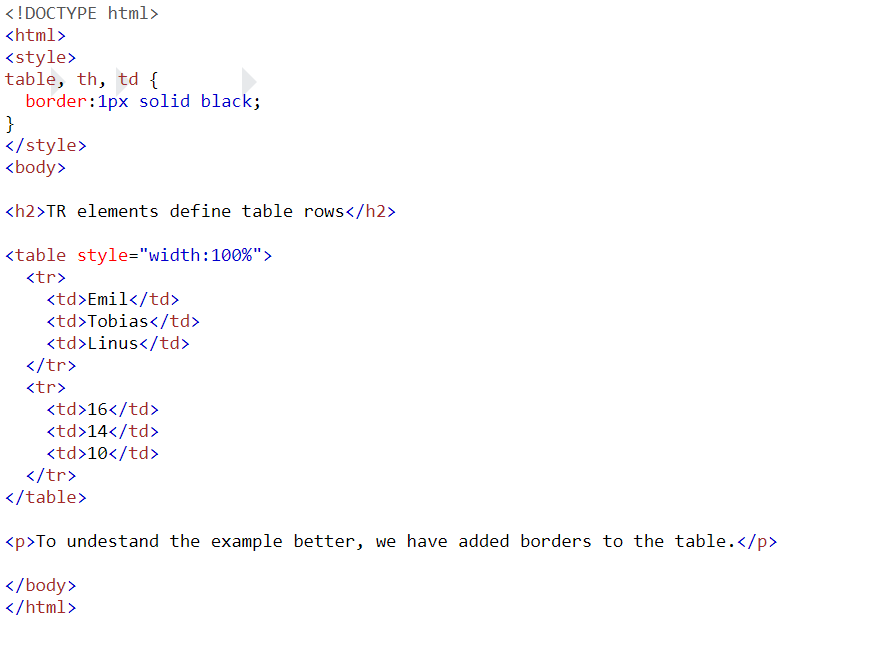 <!DOCTYPE html>
<html>
<style>
table, th, td {
  border:1px solid black;
}
</style>
<body>

<h2>TR elements define table rows</h2>

<table style="width:100%">
  <tr>
    <td>Emil</td>
    <td>Tobias</td>
    <td>Linus</td>
  </tr>
  <tr>
    <td>16</td>
    <td>14</td>
    <td>10</td>
  </tr>
</table>

<p>To undestand the example better, we have added borders to the table.</p>

</body>
</html>